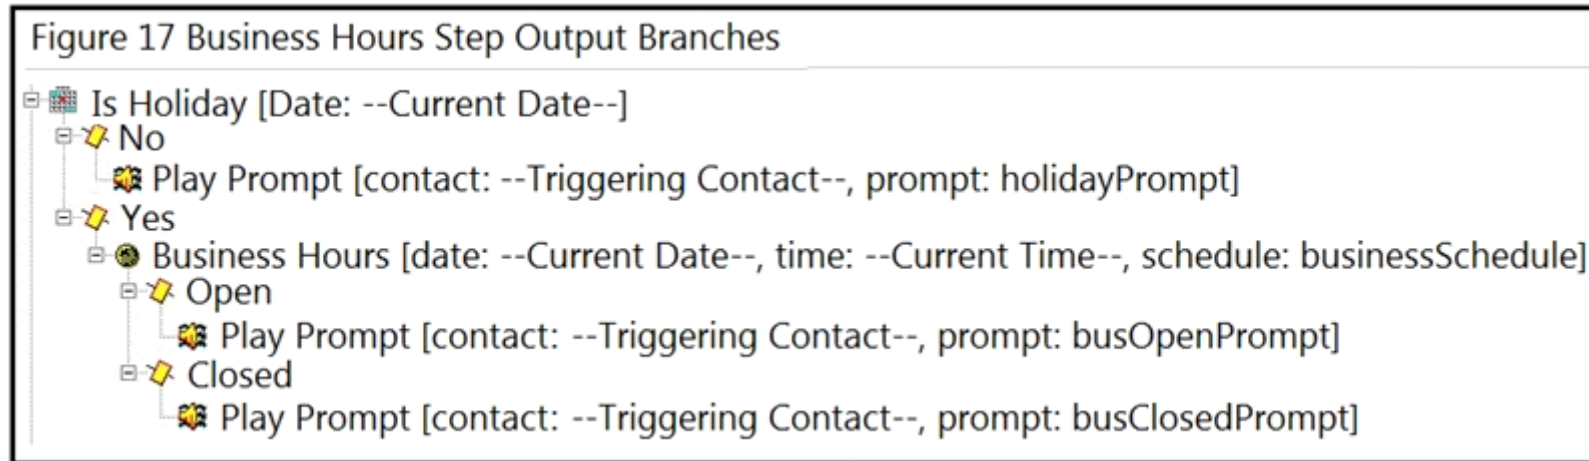 Figure 17 Business Hours Step Output Branches
Is Holiday [Date: --Current Date--]
No
Play Prompt [contact: --Triggering Contact--, prompt: holidayPrompt]
Yes
Business Hours [date: --Current Date--, time: --Current Time--, schedule: businessSchedule]
Open
Play Prompt [contact: --Triggering Contact--, prompt: busOpenPrompt]
Closed
Play Prompt [contact: --Triggering Contact--, prompt: busClosedPrompt]